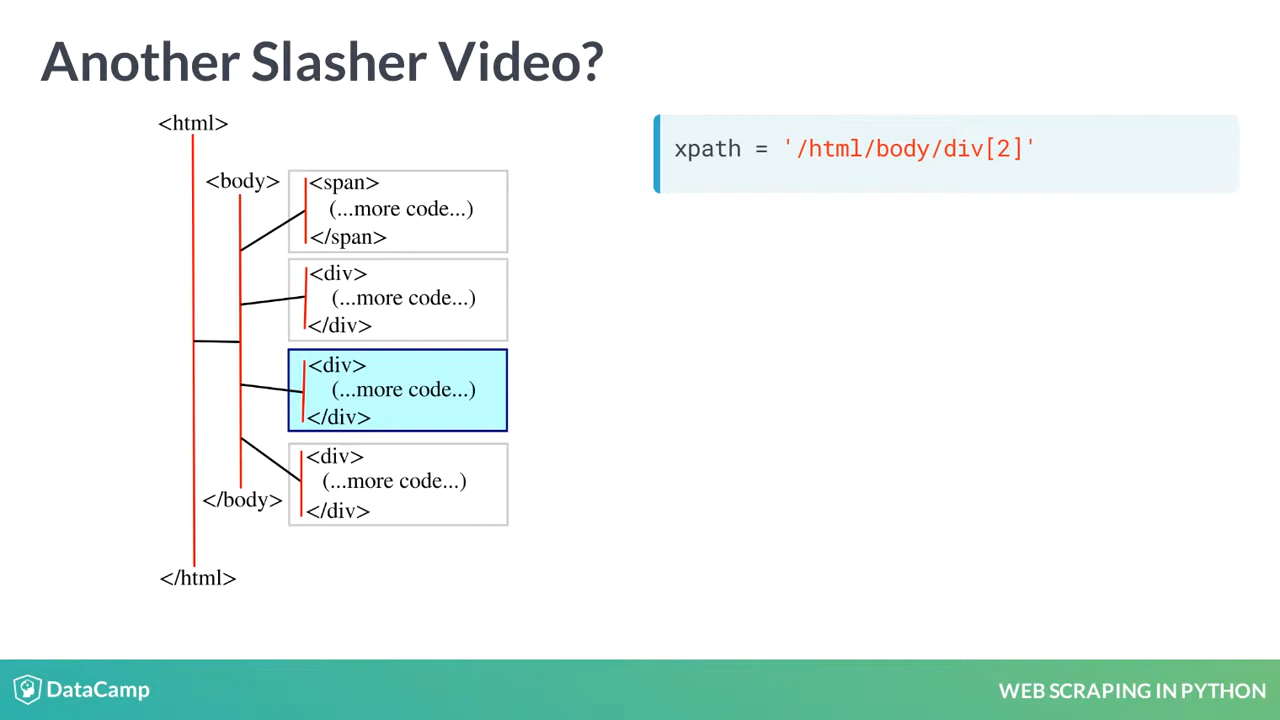 Another Slasher Video?
<html>
<body>
<span>
(...more code...)
</span>
<div>
(...more code...)
</div>
<div>
(...more code...)
</div>
<div>
(...more code...)
</div>
</body>
</html>
xpath = '/html/body/div[2]'
DataCamp
WEB SCRAPING IN PYTHON